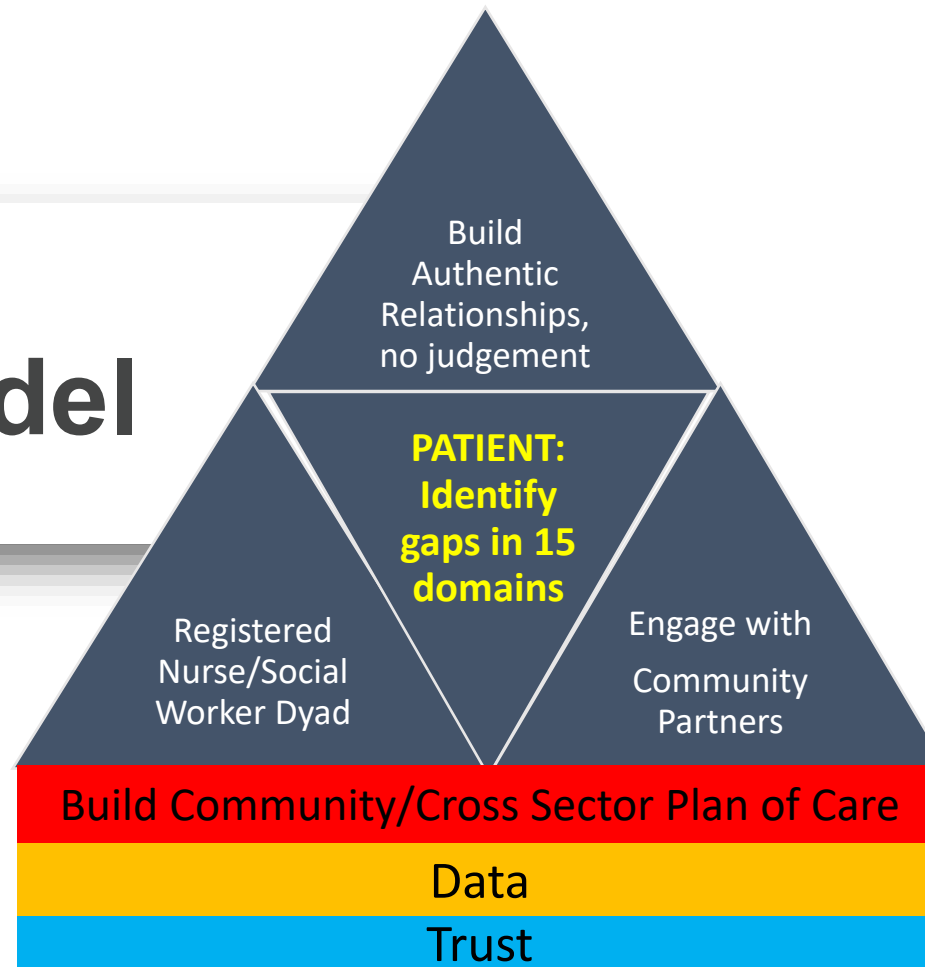 Build
Authentic
Relationships,
no judgement
del
PATIENT:
Identify
gaps in 15
domains
Registered
Nurse/Social
Worker Dyad
Engage with
Community
Partners
Build Community/Cross Sector Plan of Care
Data
Trust